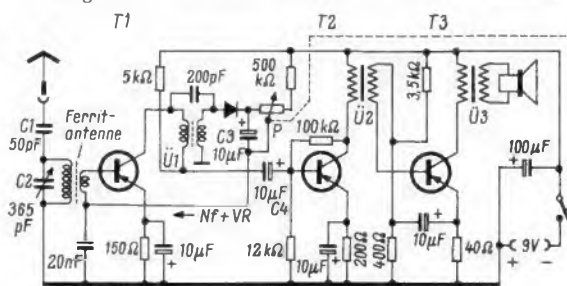 T1
T2
T3
5kΩ
200pF
500
kΩ
P
C1
50pF
Ferrit-
antenne
C2
365
pF
Ü1
C3
10µF
100kΩ
Ü2
3,5kΩ
Ü3
10µF
C4
100µF
← Nf+VR
20nF
150Ω
10µF
+
12kΩ
10µF
200Ω
400Ω
10µF
40Ω
9V
+ -